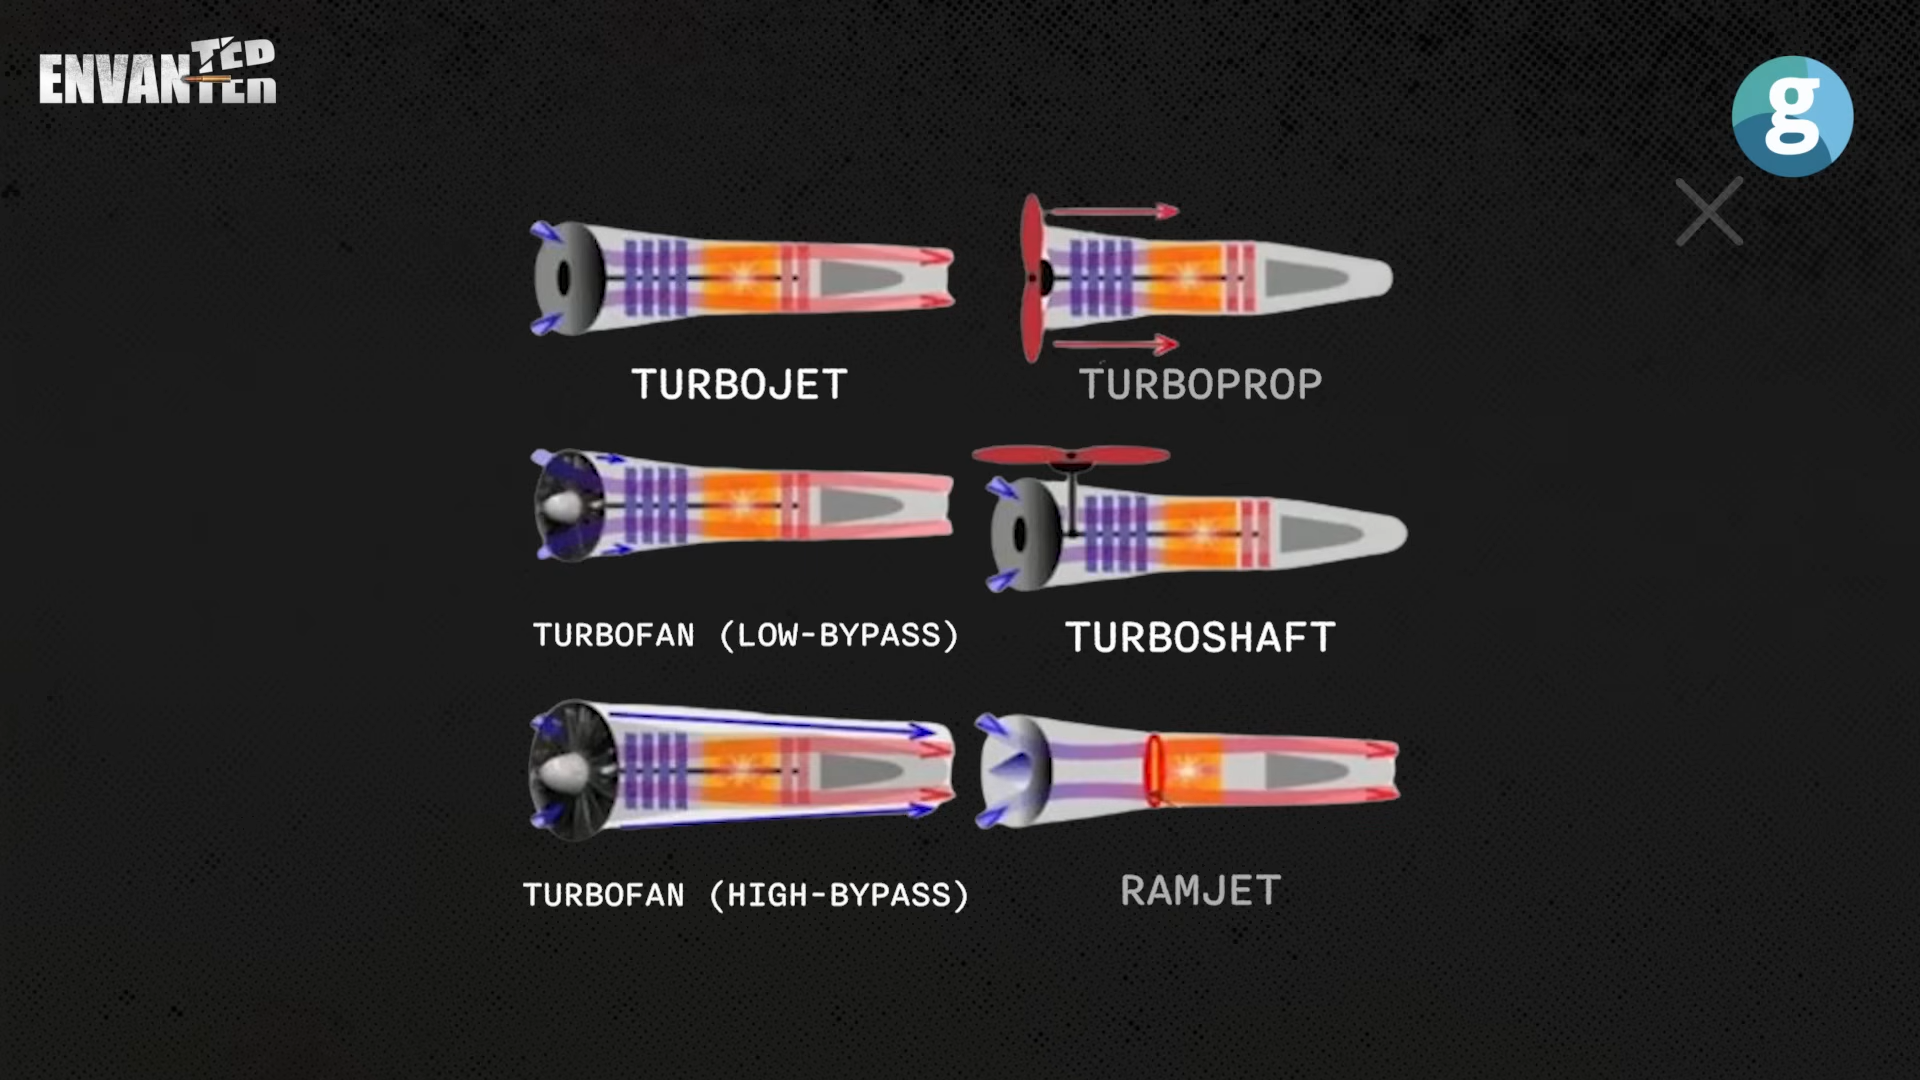 ENVANTER
g
TURBOJET
TURBOPROP
TURBOFAN (LOW-BYPASS)
TURBOSHAFT
TURBOFAN (HIGH-BYPASS)
RAMJET